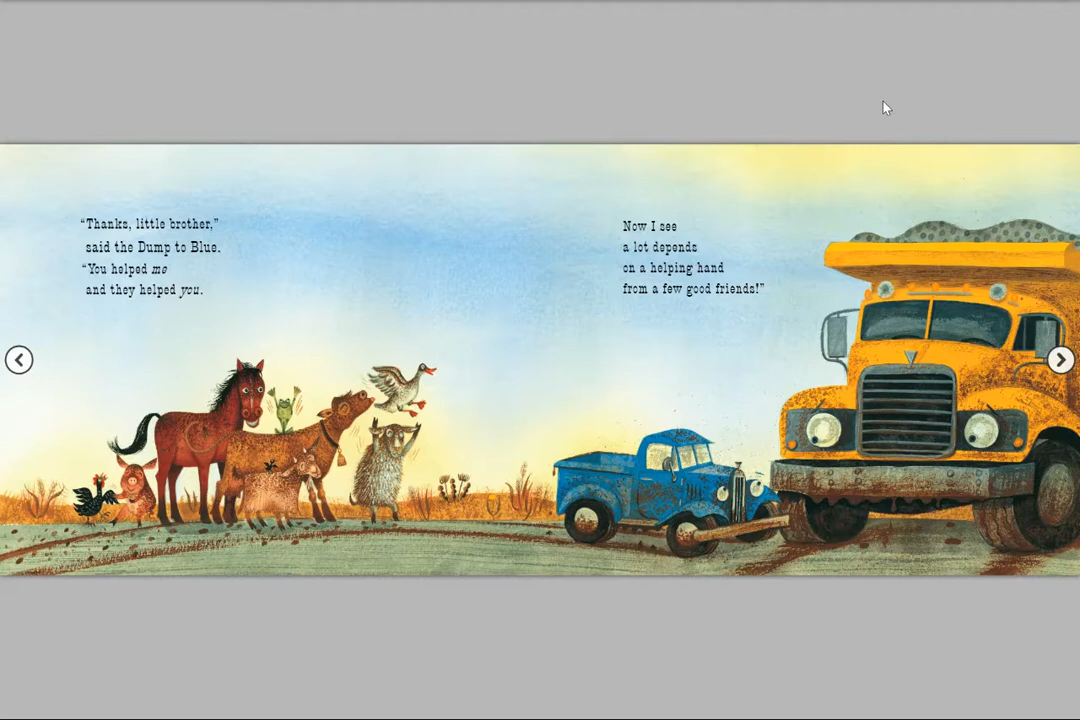 “Thanks, little brother,”
said the Dump to Blue.
“You helped me
and they helped you.
Now I see
a lot depends
on a helping hand
from a few good friends!”